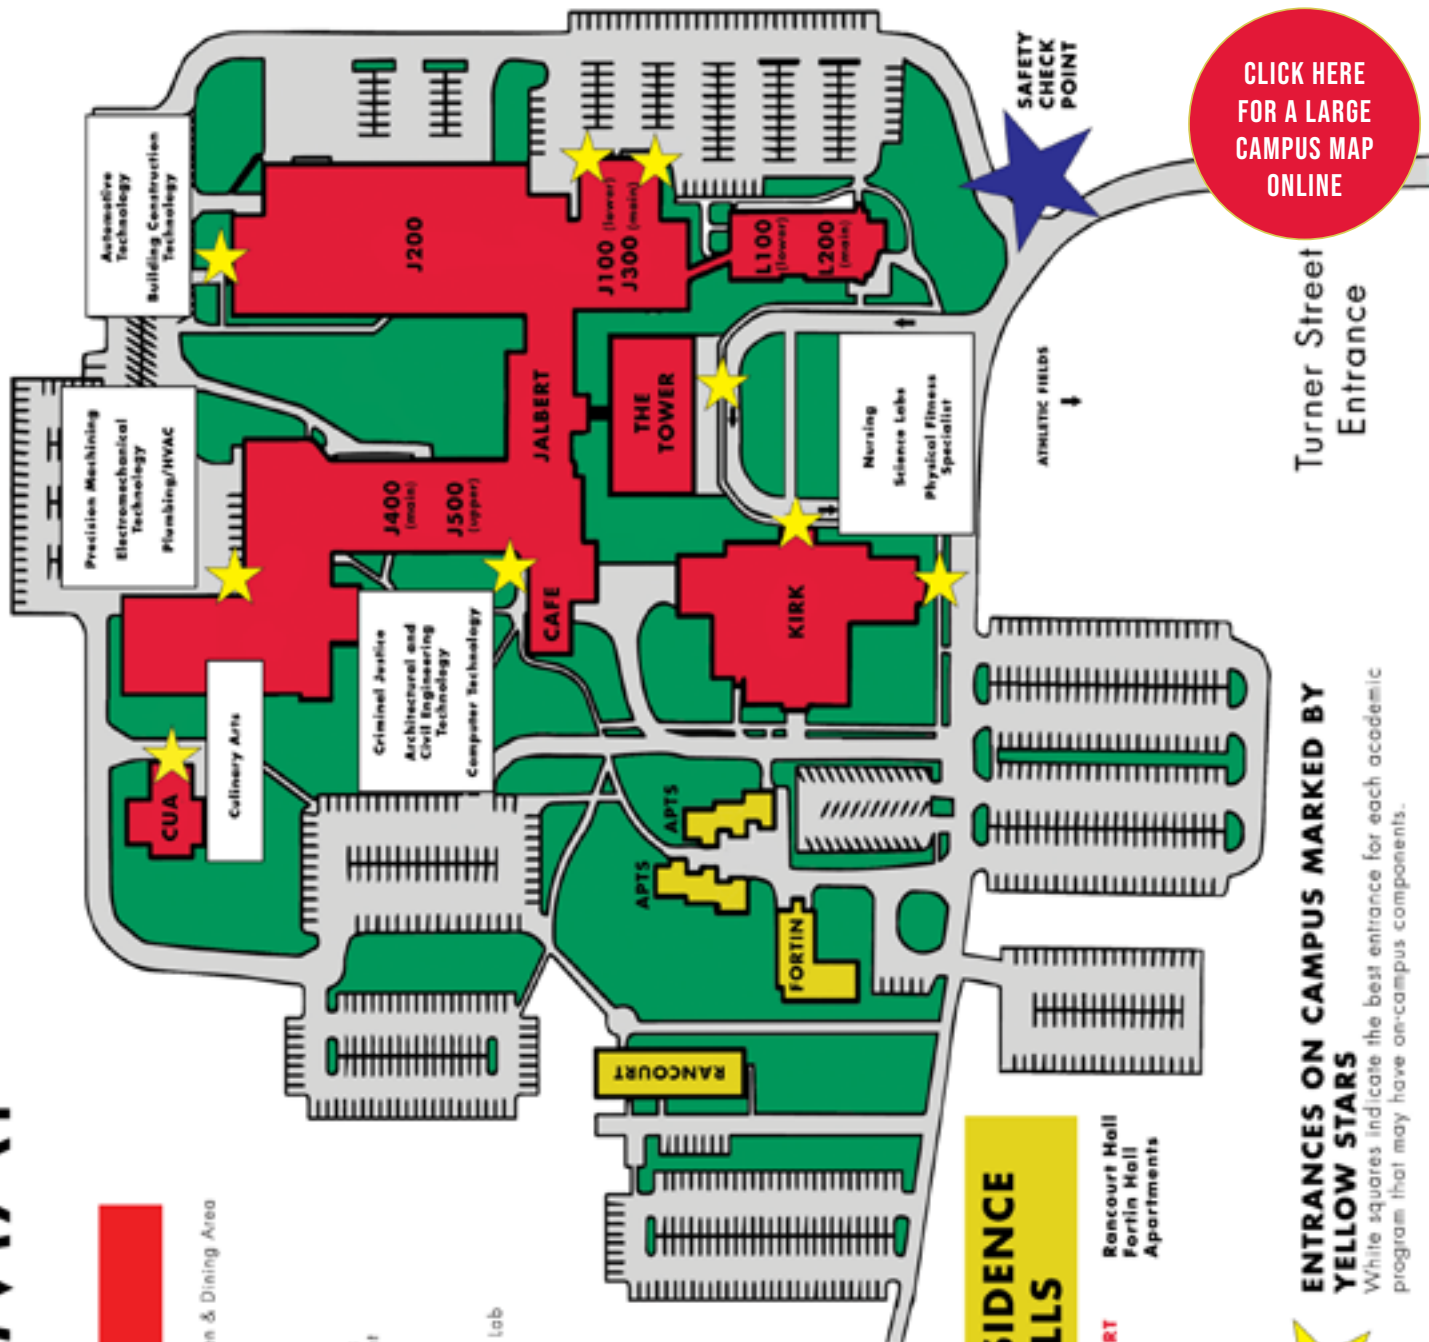 CLICK HERE
FOR A LARGE
CAMPUS MAP
ONLINE
SAFETY
CHECK
POINT
Turner Street
Entrance
ATHLETIC FIELDS
Automotive
Technology
Building Construction
Technology
J200
J100 (lower)
J300 (main)
L100
(lower)
L200
(main)
Precision Machining
Electromechanical
Technology
Plumbing/HVAC
JALBERT
THE
TOWER
Nursing
Science Labs
Physical Fitness
Specialist
J400
(main)
J500
(upper)
CAFE
KIRK
Criminal Justice
Architectural and
Civil Engineering
Technology
Computer Technology
Culinary Arts
CUA
APTS
APTS
FORTIN
RANCOURT
ENTRANCES ON CAMPUS MARKED BY
YELLOW STARS
White squares indicate the best entrance for each academic
program that may have on-campus components.
Rancourt Hall
Fortin Hall
Apartments
& Dining Area
Lab